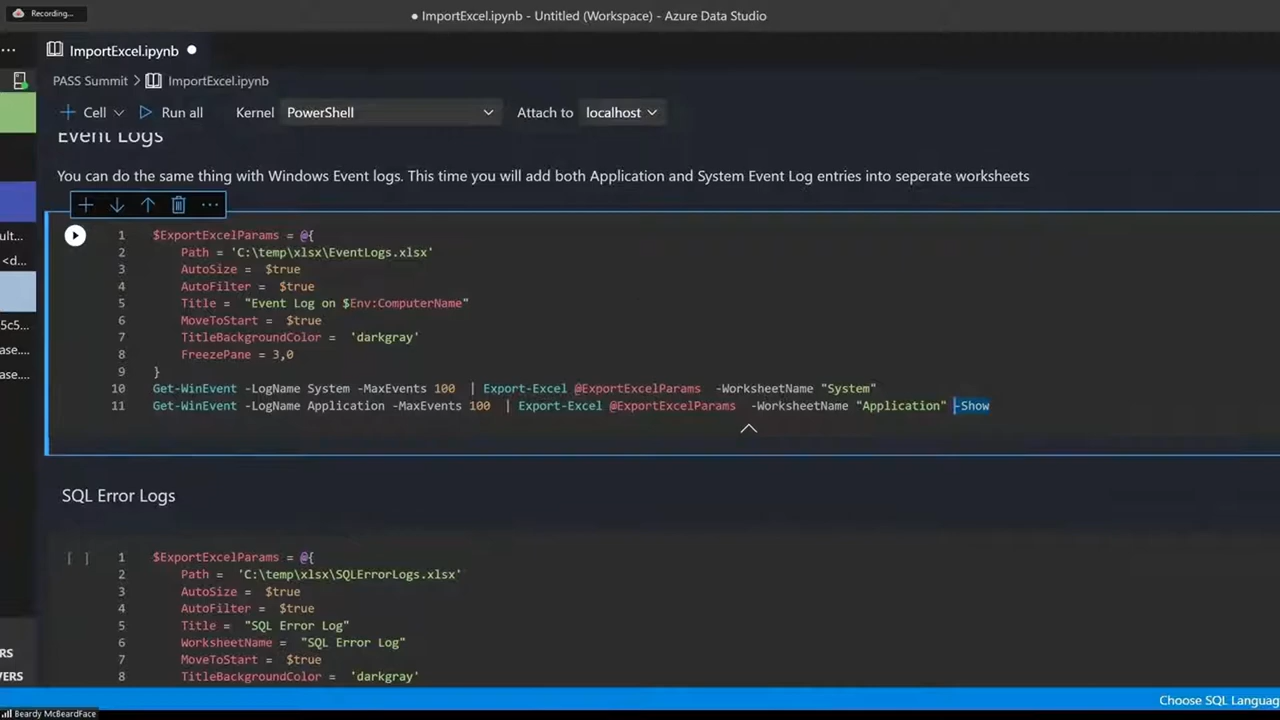 Recording...
● ImportExcel.ipynb - Untitled (Workspace) - Azure Data Studio
... ImportExcel.ipynb ●
PASS Summit > ImportExcel.ipynb
+ Cell Run all Kernel PowerShell Attach to localhost
Event Logs
You can do the same thing with Windows Event logs. This time you will add both Application and System Event Log entries into seperate worksheets
1 $ExportExcelParams = @{
2 Path = 'C:\temp\xlsx\EventLogs.xlsx'
3 AutoSize = $true
4 AutoFilter = $true
5 Title = "Event Log on $Env:ComputerName"
6 MoveToStart = $true
7 TitleBackgroundColor = 'darkgray'
8 FreezePane = 3,0
9 }
10 Get-WinEvent -LogName System -MaxEvents 100 | Export-Excel @ExportExcelParams -WorksheetName "System"
11 Get-WinEvent -LogName Application -MaxEvents 100 | Export-Excel @ExportExcelParams -WorksheetName "Application" -Show
ult...
<d...
5c5...
ase....
ase....
SQL Error Logs
[ ] 1 $ExportExcelParams = @{
2 Path = 'C:\temp\xlsx\SQLErrorLogs.xlsx'
3 AutoSize = $true
4 AutoFilter = $true
5 Title = "SQL Error Log"
6 WorksheetName = "SQL Error Log"
7 MoveToStart = $true
8 TitleBackgroundColor = 'darkgray'
RS
VERS
Choose SQL Languag
Beardy McBeardFace